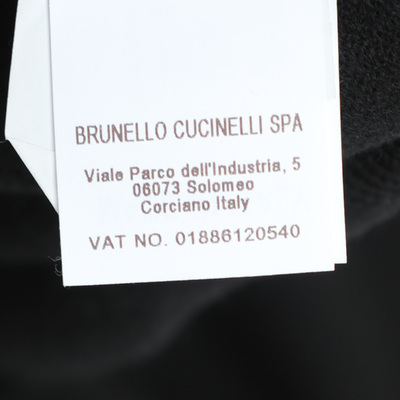 BRUNELLO CUCINELLI SPA
Viale Parco dell'Industria, 5
06073 Solomeo
Corciano Italy
VAT NO. 01886120540